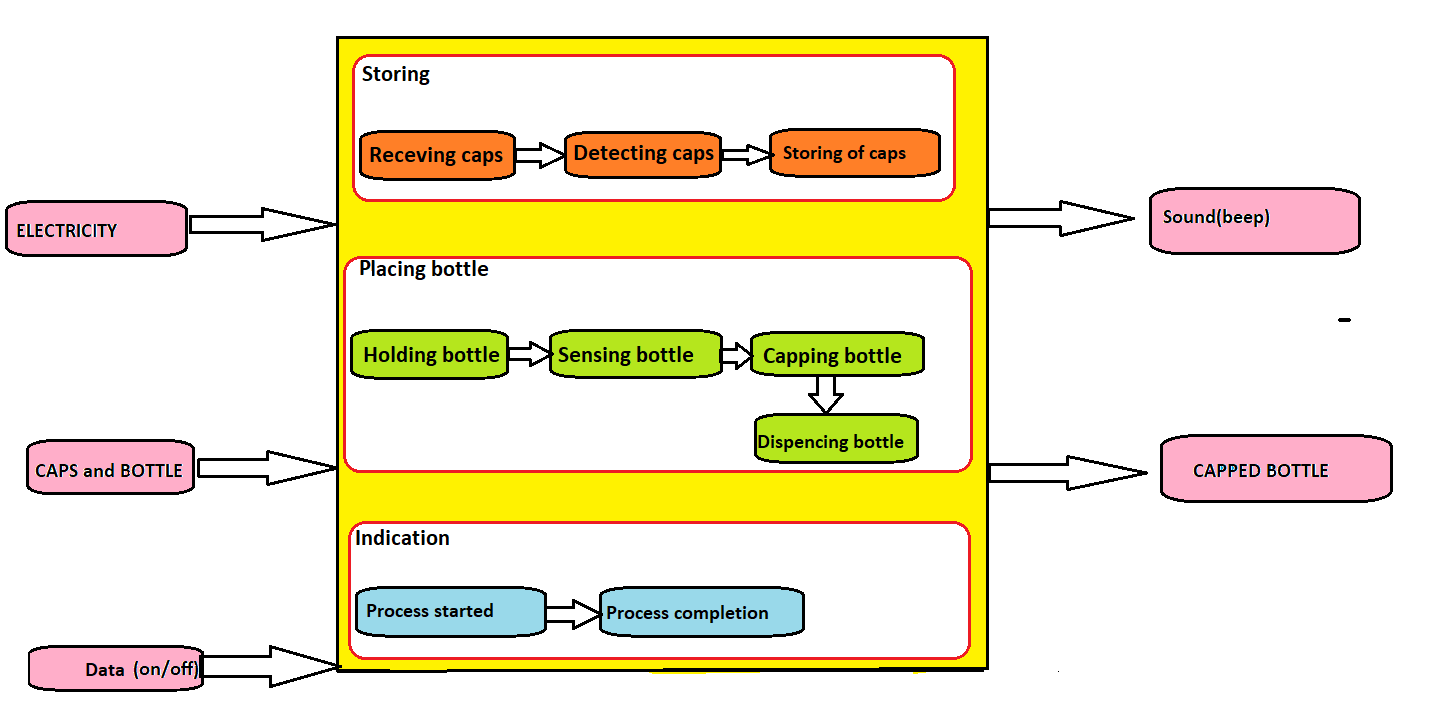 Storing
Receving caps
Detecting caps
Storing of caps
ELECTRICITY
Sound(beep)
Placing bottle
Holding bottle
Sensing bottle
Capping bottle
Dispencing bottle
CAPS and BOTTLE
CAPPED BOTTLE
Indication
Process started
Process completion
Data (on/off)